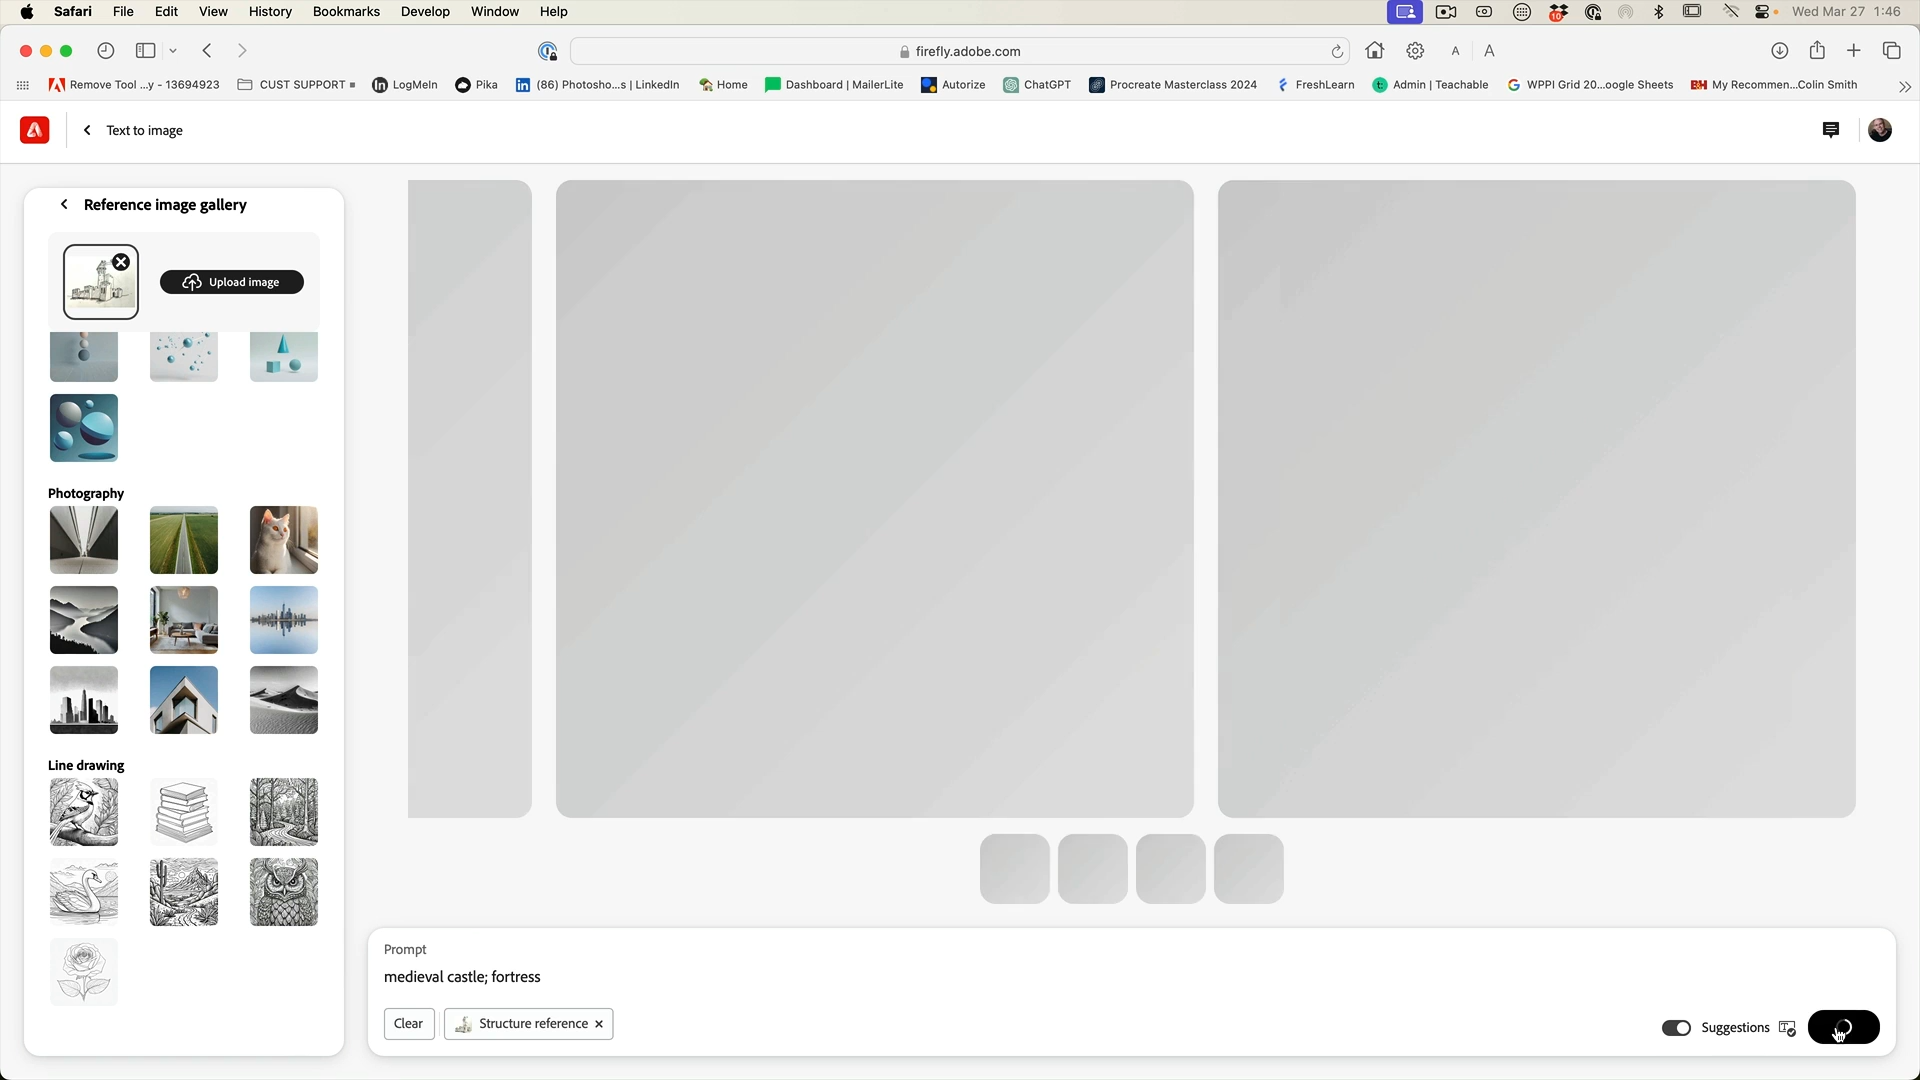 Safari File Edit View History Bookmarks Develop Window Help
10
Wed Mar 27 1:46
firefly.adobe.com
A A
Remove Tool ...y - 13694923
CUST SUPPORT
LogMeIn
Pika
(86) Photosho...s | LinkedIn
Home
Dashboard | MailerLite
Autorize
ChatGPT
Procreate Masterclass 2024
FreshLearn
Admin | Teachable
WPPI Grid 20...oogle Sheets
My Recommen...Colin Smith
Text to image
Reference image gallery
Upload image
Photography
Line drawing
Prompt
medieval castle; fortress
Clear
Structure reference
Suggestions